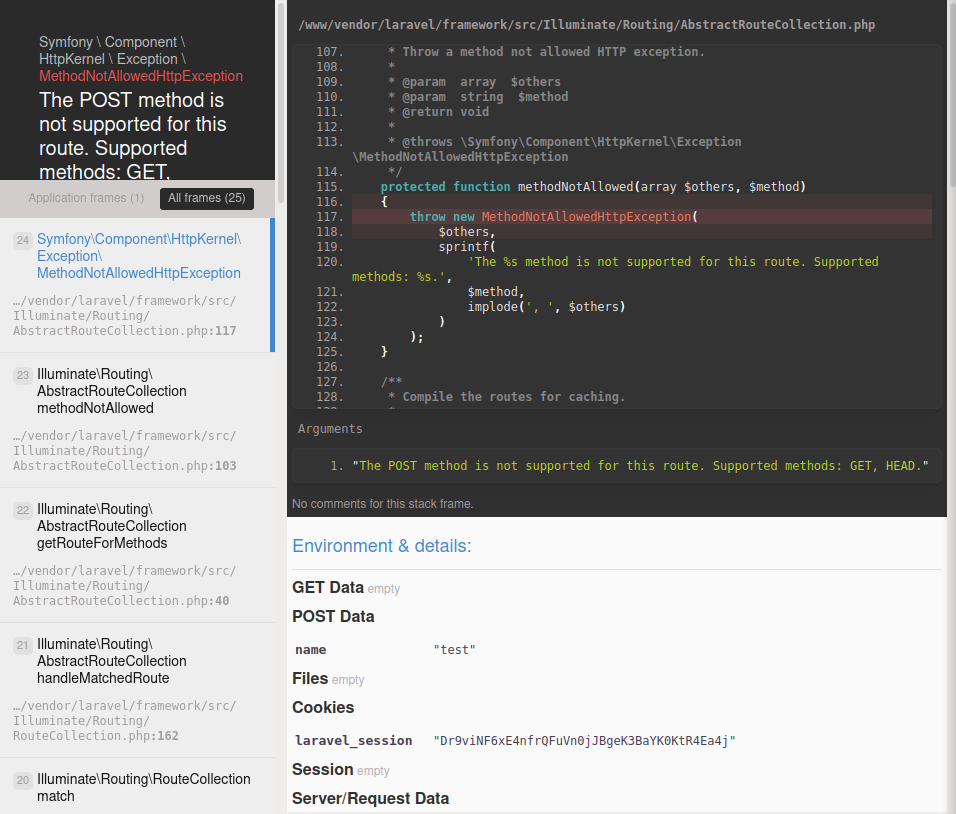 Symfony \ Component \
HttpKernel \ Exception \
MethodNotAllowedHttpException
The POST method is
not supported for this
route. Supported
methods: GET,
Application frames (1) All frames (25)
24 Symfony\Component\HttpKernel\
Exception\
MethodNotAllowedHttpException
…/vendor/laravel/framework/src/
Illuminate/Routing/
AbstractRouteCollection.php:117
23 Illuminate\Routing\
AbstractRouteCollection
methodNotAllowed
…/vendor/laravel/framework/src/
Illuminate/Routing/
AbstractRouteCollection.php:103
22 Illuminate\Routing\
AbstractRouteCollection
getRouteForMethods
…/vendor/laravel/framework/src/
Illuminate/Routing/
AbstractRouteCollection.php:40
21 Illuminate\Routing\
AbstractRouteCollection
handleMatchedRoute
…/vendor/laravel/framework/src/
Illuminate/Routing/
RouteCollection.php:162
20 Illuminate\Routing\RouteCollection
match
/www/vendor/laravel/framework/src/Illuminate/Routing/AbstractRouteCollection.php
107. * Throw a method not allowed HTTP exception.
108. *
109. * @param  array  $others
110. * @param  string  $method
111. * @return void
112. *
113. * @throws \Symfony\Component\HttpKernel\Exception
\MethodNotAllowedHttpException
114. */
115. protected function methodNotAllowed(array $others, $method)
116. {
117. throw new MethodNotAllowedHttpException(
118. $others,
119. sprintf(
120. 'The %s method is not supported for this route. Supported
methods: %s.',
121. $method,
122. implode(', ', $others)
123. )
124. );
125. }
126.
127. /**
128. * Compile the routes for caching.
129. *
Arguments
1. "The POST method is not supported for this route. Supported methods: GET, HEAD."
No comments for this stack frame.
Environment & details:
GET Data empty
POST Data
name "test"
Files empty
Cookies
laravel_session "Dr9viNF6xE4nfrQFuVn0jJBgeK3BaYK0KtR4Ea4j"
Session empty
Server/Request Data